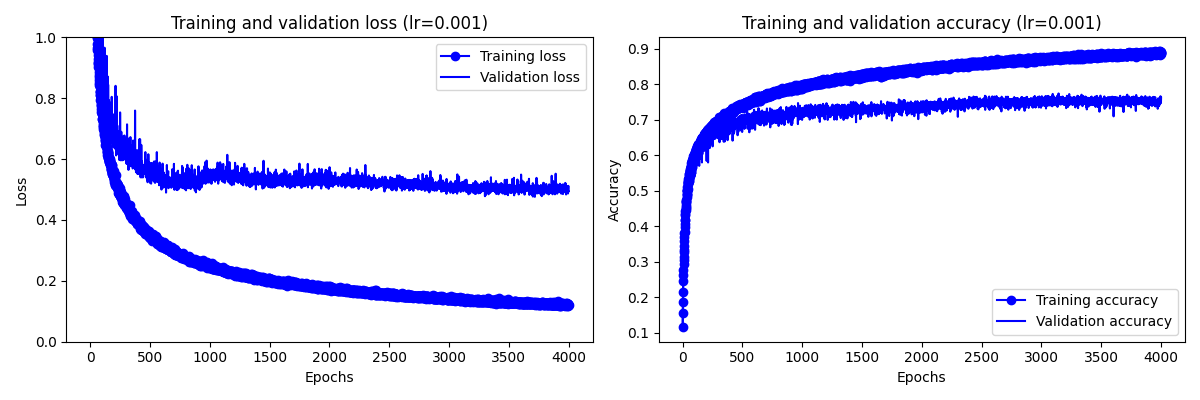 Training and validation loss (lr=0.001)
1.0
0.8
0.6
0.4
0.2
0.0
Loss
Training loss
Validation loss
0 500 1000 1500 2000 2500 3000 3500 4000
Epochs
Training and validation accuracy (lr=0.001)
0.9
0.8
0.7
0.6
0.5
0.4
0.3
0.2
0.1
Accuracy
Training accuracy
Validation accuracy
0 500 1000 1500 2000 2500 3000 3500 4000
Epochs